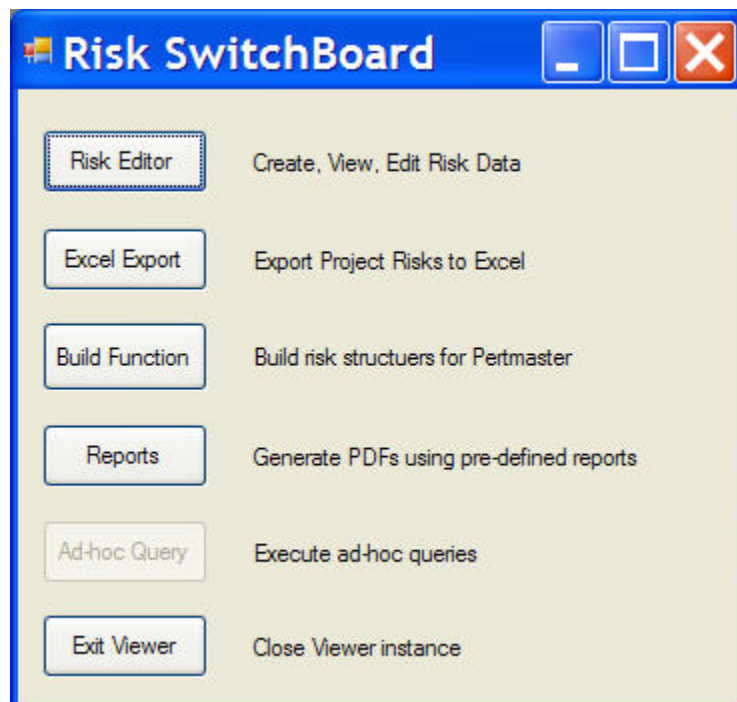 Risk SwitchBoard
Risk Editor Create, View, Edit Risk Data
Excel Export Export Project Risks to Excel
Build Function Build risk structuers for Pertmaster
Reports Generate PDFs using pre-defined reports
Ad-hoc Query Execute ad-hoc queries
Exit Viewer Close Viewer instance